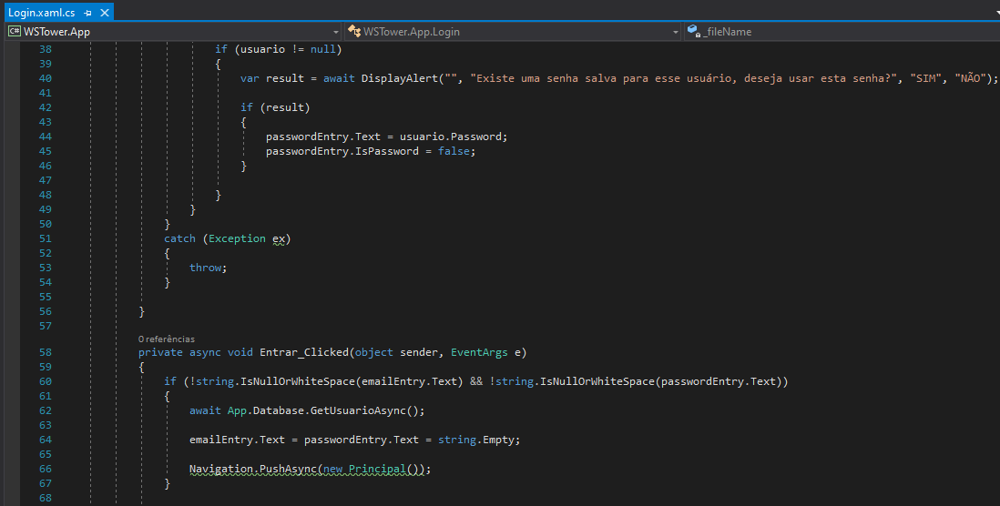 Login.xaml.cs
WSTower.App WSTower.App.Login _fileName
38 if (usuario != null)
39 {
40 var result = await DisplayAlert("", "Existe uma senha salva para esse usuário, deseja usar esta senha?", "SIM", "NÃO");
41
42 if (result)
43 {
44 passwordEntry.Text = usuario.Password;
45 passwordEntry.IsPassword = false;
46 }
47
48 }
49 }
50 }
51 catch (Exception ex)
52 {
53 throw;
54 }
55
56 }
57
0 referências
58 private async void Entrar_Clicked(object sender, EventArgs e)
59 {
60 if (!string.IsNullOrWhiteSpace(emailEntry.Text) && !string.IsNullOrWhiteSpace(passwordEntry.Text))
61 {
62 await App.Database.GetUsuarioAsync();
63
64 emailEntry.Text = passwordEntry.Text = string.Empty;
65
66 Navigation.PushAsync(new Principal());
67 }
68